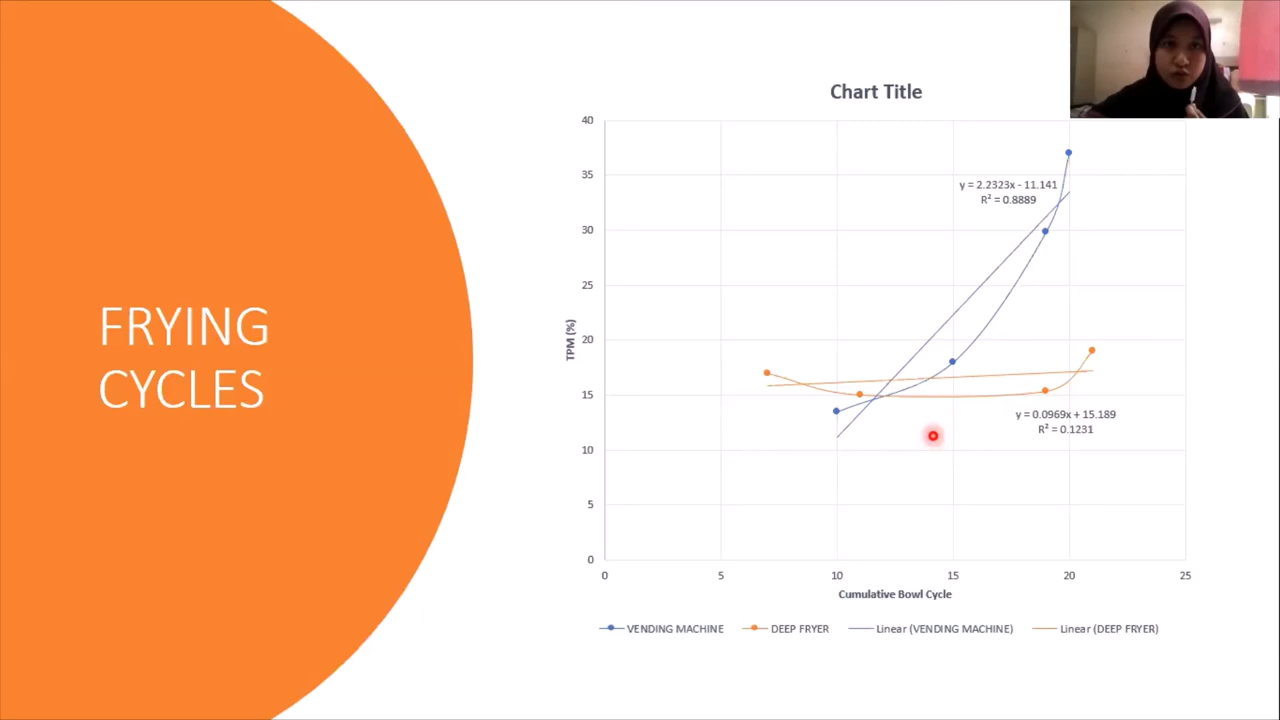 FRYING
CYCLES
Chart Title
40
35
30
25
20
15
10
5
0
TPM (%)
y = 2.2323x - 11.141
R² = 0.8889
y = 0.0969x + 15.189
R² = 0.1231
0 5 10 15 20 25
Cumulative Bowl Cycle
VENDING MACHINE DEEP FRYER Linear (VENDING MACHINE) Linear (DEEP FRYER)